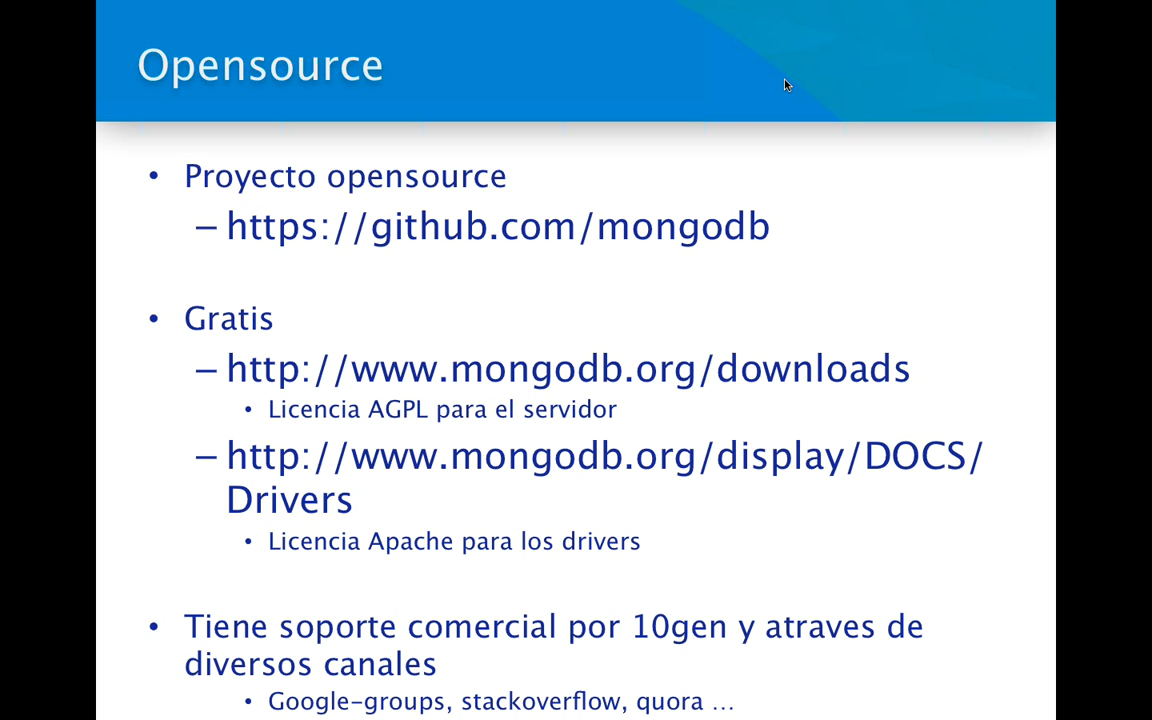 Opensource
• Proyecto opensource
– https://github.com/mongodb
• Gratis
– http://www.mongodb.org/downloads
• Licencia AGPL para el servidor
– http://www.mongodb.org/display/DOCS/
Drivers
• Licencia Apache para los drivers
• Tiene soporte comercial por 10gen y atraves de
diversos canales
• Google-groups, stackoverflow, quora ...